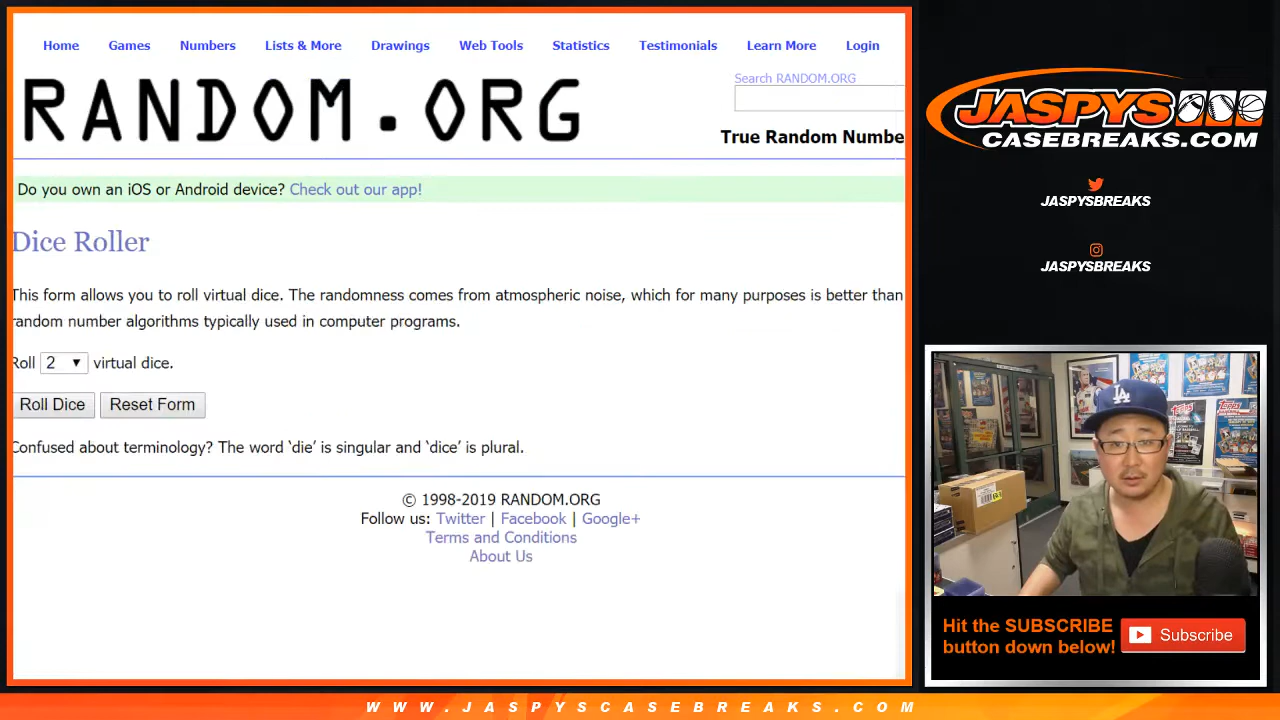 Home Games Numbers Lists & More Drawings Web Tools Statistics Testimonials Learn More Login
RANDOM.ORG
Search RANDOM.ORG
True Random Numbe
Do you own an iOS or Android device? Check out our app!
Dice Roller
This form allows you to roll virtual dice. The randomness comes from atmospheric noise, which for many purposes is better than
random number algorithms typically used in computer programs.
Roll 2 ▼ virtual dice.
Roll Dice Reset Form
Confused about terminology? The word ‘die’ is singular and ‘dice’ is plural.
© 1998-2019 RANDOM.ORG
Follow us: Twitter | Facebook | Google+
Terms and Conditions
About Us
JASPYS
CASEBREAKS.COM
JASPYSBREAKS
JASPYSBREAKS
LA
Topps
Hit the SUBSCRIBE
button down below!
Subscribe
WWW.JASPYSCASEBREAKS.COM